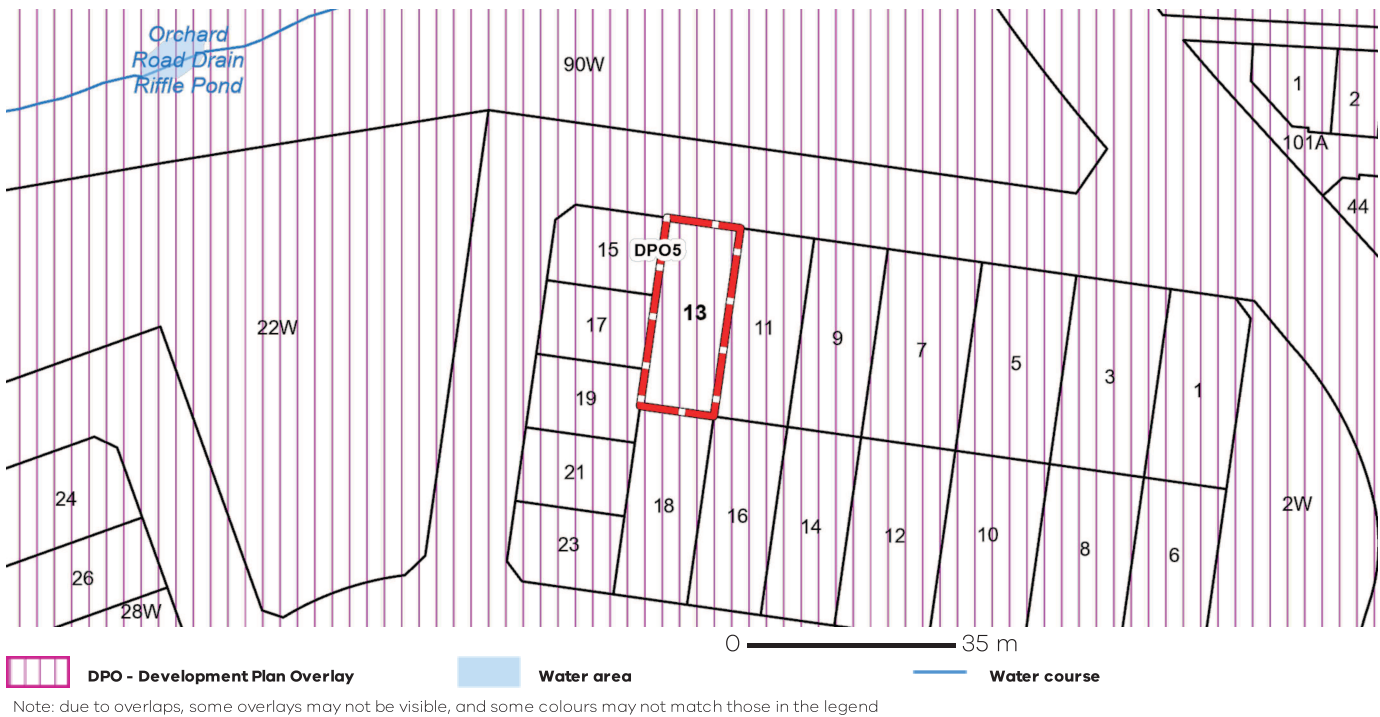 Orchard
Road Drain
Riffle Pond
90W
1
2
101A
44
15
DPO5
13
17
11
9
7
5
3
1
22W
19
21
23
18
16
14
12
10
8
6
2W
24
26
28W
0 35 m
DPO - Development Plan Overlay
Water area
Water course
Note: due to overlaps, some overlays may not be visible, and some colours may not match those in the legend